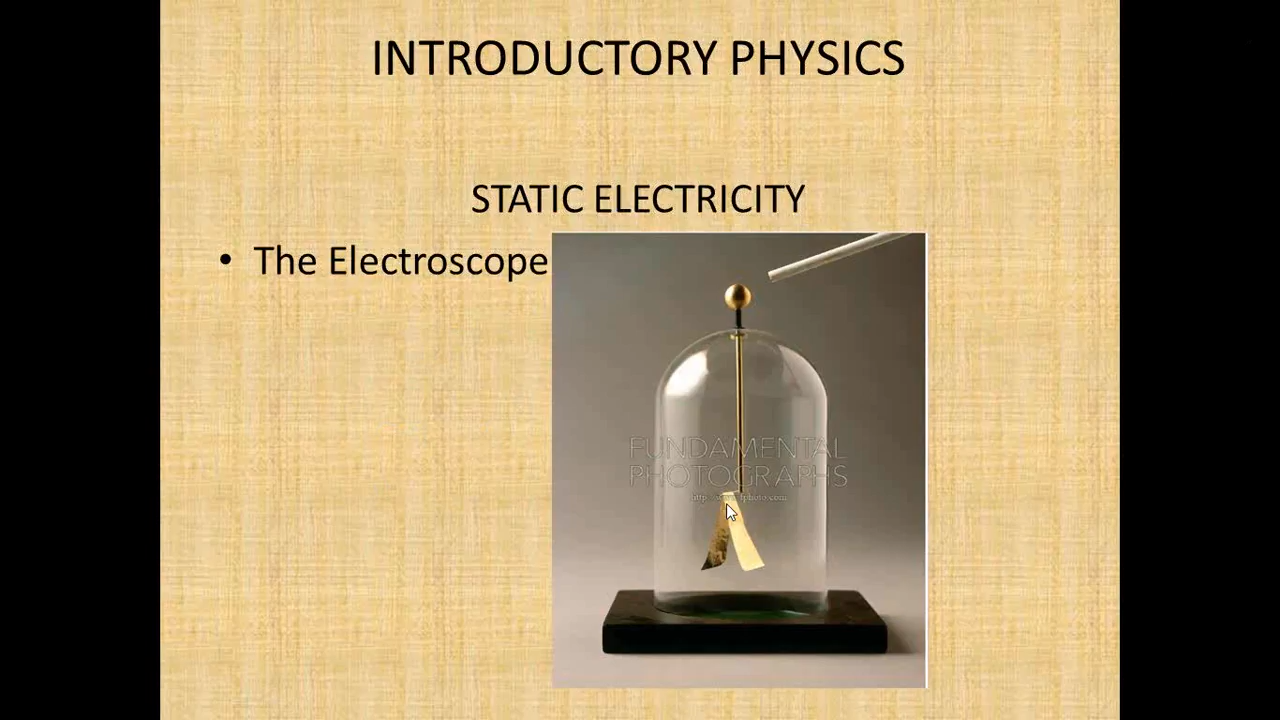 INTRODUCTORY PHYSICS
STATIC ELECTRICITY
• The Electroscope
FUNDAMENTAL
PHOTOGRAPHS